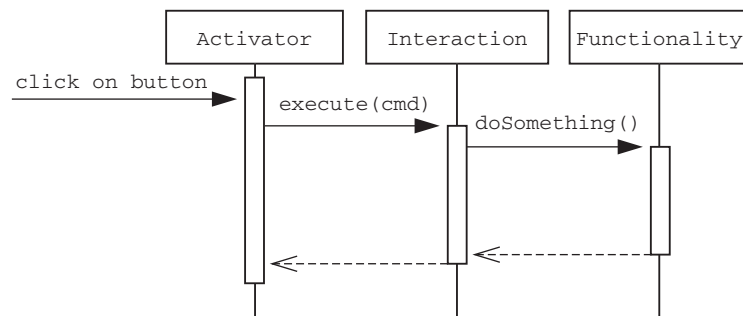 Activator
Interaction
Functionality
click on button
execute(cmd)
doSomething()